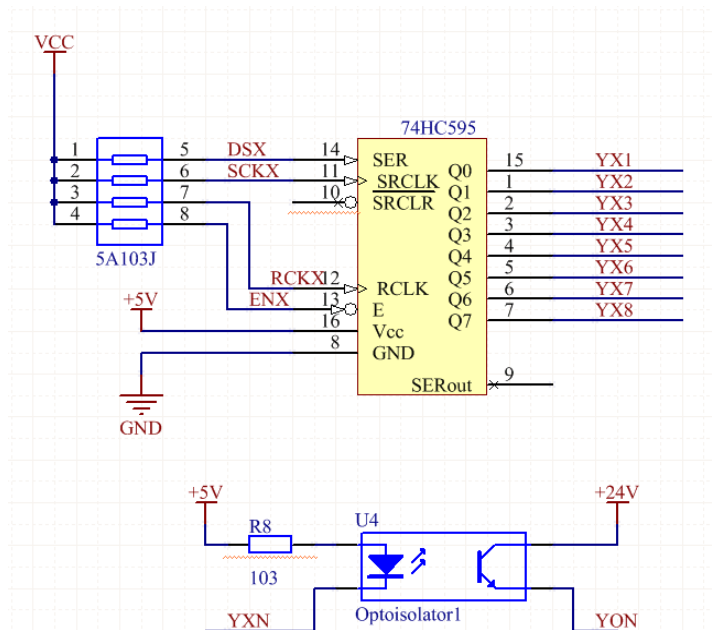 VCC
74HC595
1 5 DSX 14 SER Q0 15 YX1
2 6 SCKX 11 SRCLK Q1 1 YX2
3 7 10 SRCLR Q2 2 YX3
4 8 Q3 3 YX4
5A103J Q4 4 YX5
RCKX 12 RCLK Q5 5 YX6
+5V ENX 13 E Q6 6 YX7
16 Vcc Q7 7 YX8
8 GND
SERout 9
GND
+5V +24V
R8 U4
103
YXN Optoisolator1 YON